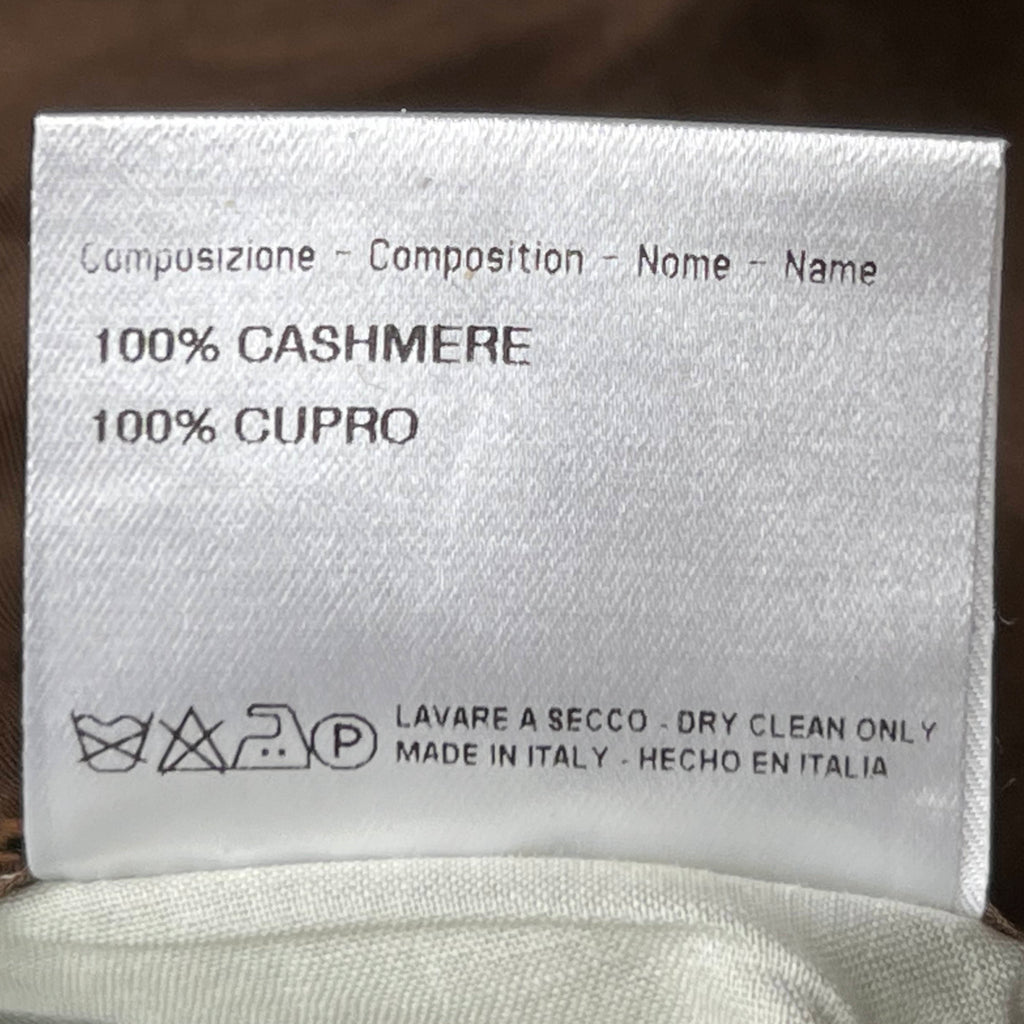 Composizione - Composition - Nome - Name
100% CASHMERE
100% CUPRO
P
LAVARE A SECCO - DRY CLEAN ONLY
MADE IN ITALY - HECHO EN ITALIA